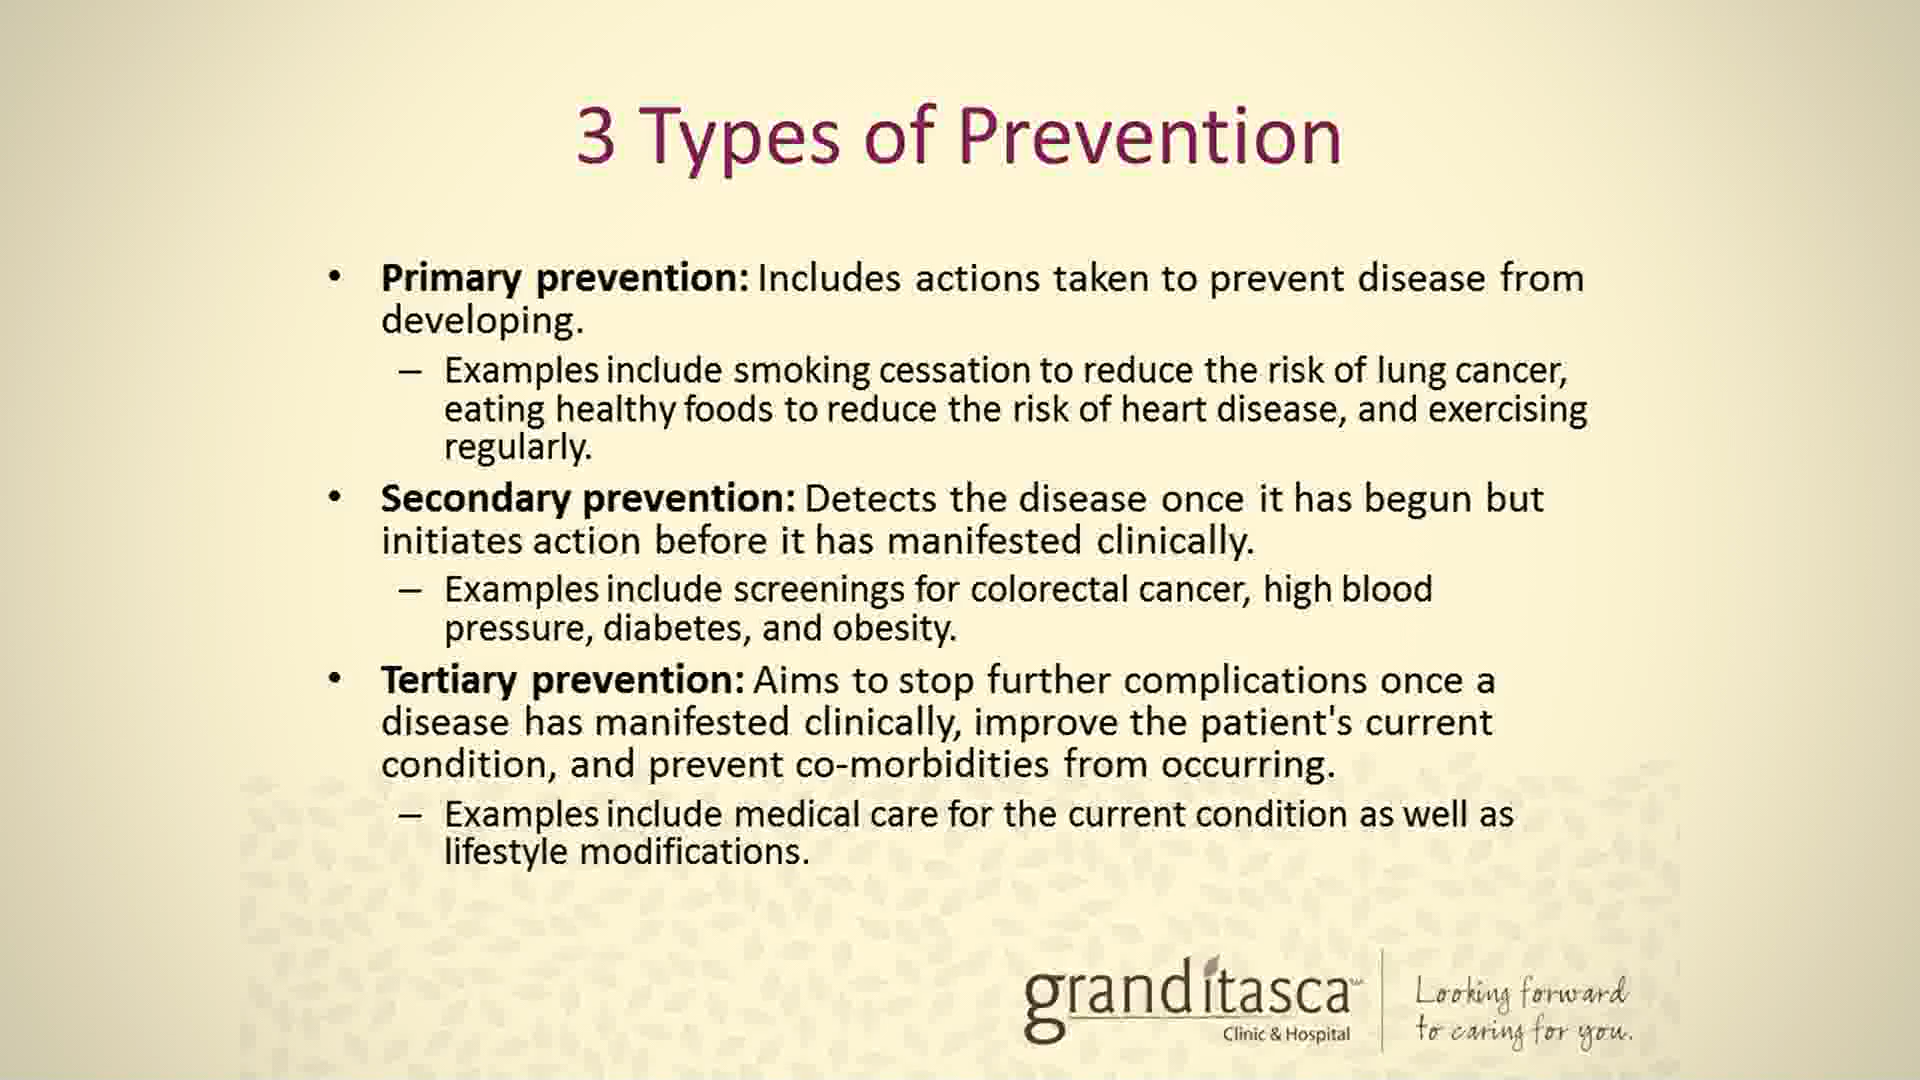 3 Types of Prevention
• Primary prevention: Includes actions taken to prevent disease from
developing.
– Examples include smoking cessation to reduce the risk of lung cancer,
eating healthy foods to reduce the risk of heart disease, and exercising
regularly.
• Secondary prevention: Detects the disease once it has begun but
initiates action before it has manifested clinically.
– Examples include screenings for colorectal cancer, high blood
pressure, diabetes, and obesity.
• Tertiary prevention: Aims to stop further complications once a
disease has manifested clinically, improve the patient's current
condition, and prevent co-morbidities from occurring.
– Examples include medical care for the current condition as well as
lifestyle modifications.
granditasca
Clinic & Hospital
Looking forward
to caring for you.